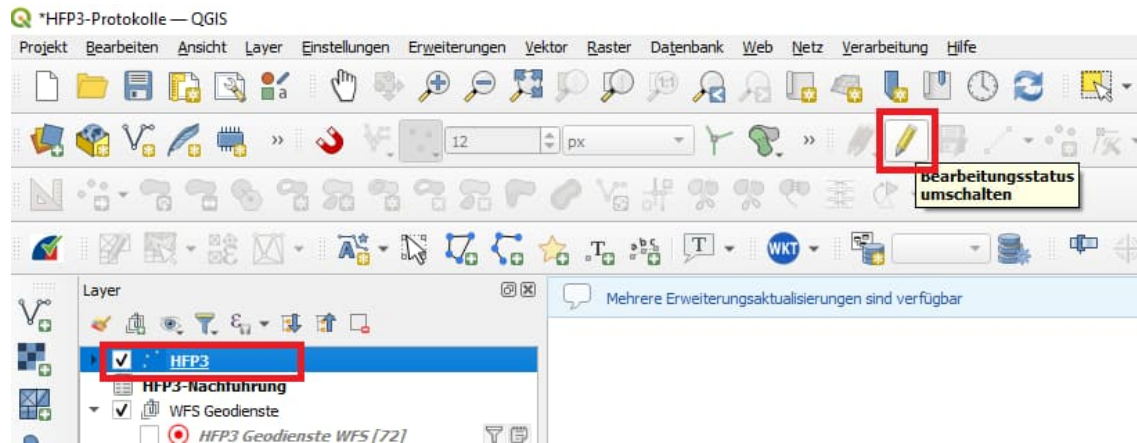 *HFP3-Protokolle — QGIS
Projekt Bearbeiten Ansicht Layer Einstellungen Erweiterungen Vektor Raster Datenbank Web Netz Verarbeitung Hilfe
12 px
Bearbeitungsstatus
umschalten
WKT
Layer
Mehrere Erweiterungsaktualisierungen sind verfügbar
HFP3
HFP3-Nachführung
WFS Geodienste
HFP3 Geodienste WFS [72]